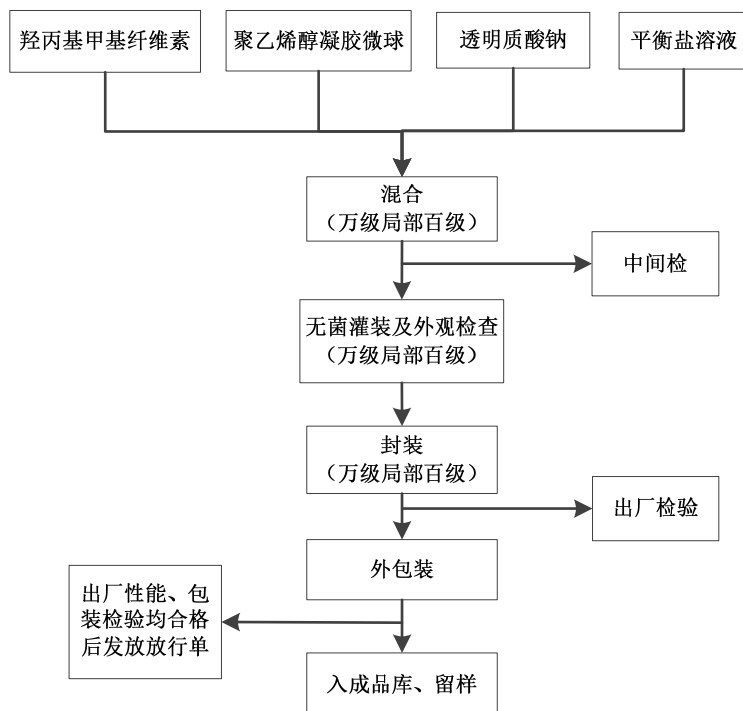 羟丙基甲基纤维素
聚乙烯醇凝胶微球
透明质酸钠
平衡盐溶液
混合
（万级局部百级）
中间检
无菌灌装及外观检查
（万级局部百级）
封装
（万级局部百级）
出厂检验
外包装
出厂性能、包
装检验均合格
后发放放行单
入成品库、留样